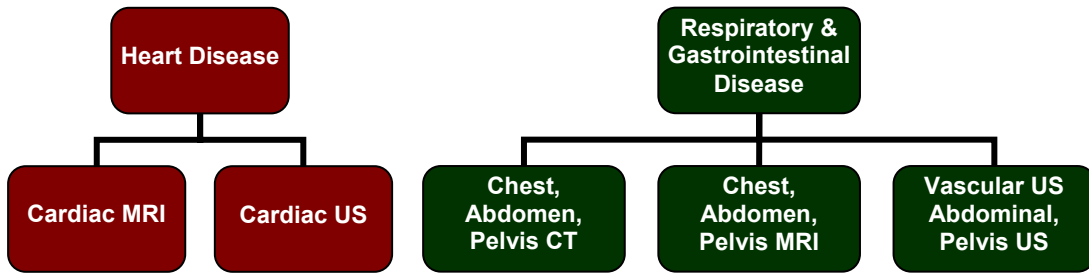 Heart Disease
Respiratory &
Gastrointestinal
Disease
Cardiac MRI
Cardiac US
Chest,
Abdomen,
Pelvis CT
Chest,
Abdomen,
Pelvis MRI
Vascular US
Abdominal,
Pelvis US